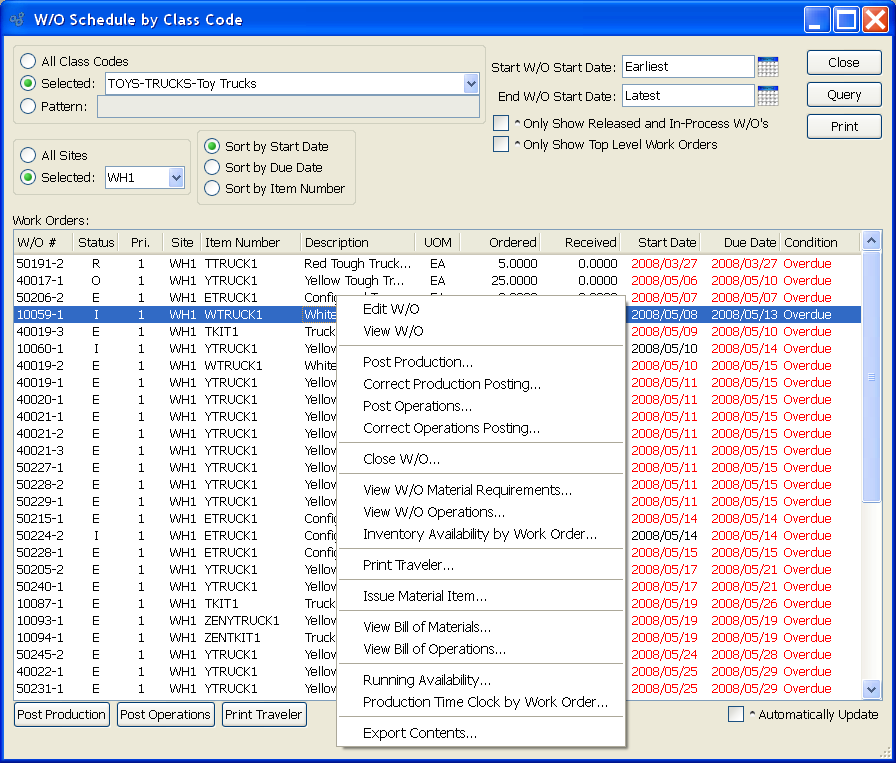 W/O Schedule by Class Code
All Class Codes
Selected: TOYS-TRUCKS-Toy Trucks
Pattern:
Start W/O Start Date: Earliest
End W/O Start Date: Latest
^ Only Show Released and In-Process W/O's
^ Only Show Top Level Work Orders
Close
Query
Print
All Sites
Selected: WH1
Sort by Start Date
Sort by Due Date
Sort by Item Number
Work Orders:
W/O # Status Pri. Site Item Number Description UOM Ordered Received Start Date Due Date Condition
50191-2 R 1 WH1 TTRUCK1 Red Tough Truck... EA 5.0000 0.0000 2008/03/27 2008/03/27 Overdue
40017-1 O 1 WH1 YTRUCK1 Yellow Tough Tr... EA 25.0000 0.0000 2008/05/06 2008/05/10 Overdue
50206-2 E 1 WH1 ETRUCK1 2008/05/07 2008/05/07 Overdue
10059-1 I 1 WH1 WTRUCK1 White 2008/05/08 2008/05/13 Overdue
40019-3 E 1 WH1 TKIT1 Truck 2008/05/09 2008/05/10 Overdue
10060-1 I 1 WH1 YTRUCK1 Yellow 2008/05/10 2008/05/14 Overdue
40019-2 E 1 WH1 WTRUCK1 White 2008/05/10 2008/05/15 Overdue
40019-1 E 1 WH1 YTRUCK1 Yellow 2008/05/11 2008/05/15 Overdue
40020-1 E 1 WH1 YTRUCK1 Yellow 2008/05/11 2008/05/15 Overdue
40021-1 E 1 WH1 YTRUCK1 Yellow 2008/05/11 2008/05/15 Overdue
40021-2 E 1 WH1 YTRUCK1 Yellow 2008/05/11 2008/05/15 Overdue
40021-3 E 1 WH1 YTRUCK1 Yellow 2008/05/11 2008/05/15 Overdue
50227-1 E 1 WH1 YTRUCK1 Yellow 2008/05/11 2008/05/15 Overdue
50228-2 E 1 WH1 YTRUCK1 Yellow 2008/05/11 2008/05/15 Overdue
50229-1 E 1 WH1 YTRUCK1 Yellow 2008/05/11 2008/05/15 Overdue
50215-1 E 1 WH1 ETRUCK1 Config 2008/05/14 2008/05/14 Overdue
50224-2 I 1 WH1 ETRUCK1 Config 2008/05/14 2008/05/14 Overdue
50228-1 E 1 WH1 ETRUCK1 Config 2008/05/15 2008/05/15 Overdue
50205-2 E 1 WH1 YTRUCK1 Yellow 2008/05/17 2008/05/21 Overdue
50240-1 E 1 WH1 YTRUCK1 Yellow 2008/05/17 2008/05/21 Overdue
10087-1 E 1 WH1 TKIT1 Truck 2008/05/19 2008/05/26 Overdue
10093-1 E 1 WH1 ZENYTRUCK1 Yellow 2008/05/19 2008/05/19 Overdue
10094-1 E 1 WH1 ZENTKIT1 Truck 2008/05/19 2008/05/19 Overdue
50245-2 E 1 WH1 YTRUCK1 Yellow 2008/05/24 2008/05/28 Overdue
40022-1 E 1 WH1 YTRUCK1 Yellow 2008/05/25 2008/05/29 Overdue
50231-1 E 1 WH1 YTRUCK1 Yellow 2008/05/25 2008/05/29 Overdue
Edit W/O
View W/O
Post Production...
Correct Production Posting...
Post Operations...
Correct Operations Posting...
Close W/O...
View W/O Material Requirements...
View W/O Operations...
Inventory Availability by Work Order...
Print Traveler...
Issue Material Item...
View Bill of Materials...
View Bill of Operations...
Running Availability...
Production Time Clock by Work Order...
Export Contents...
Post Production Post Operations Print Traveler ^ Automatically Update